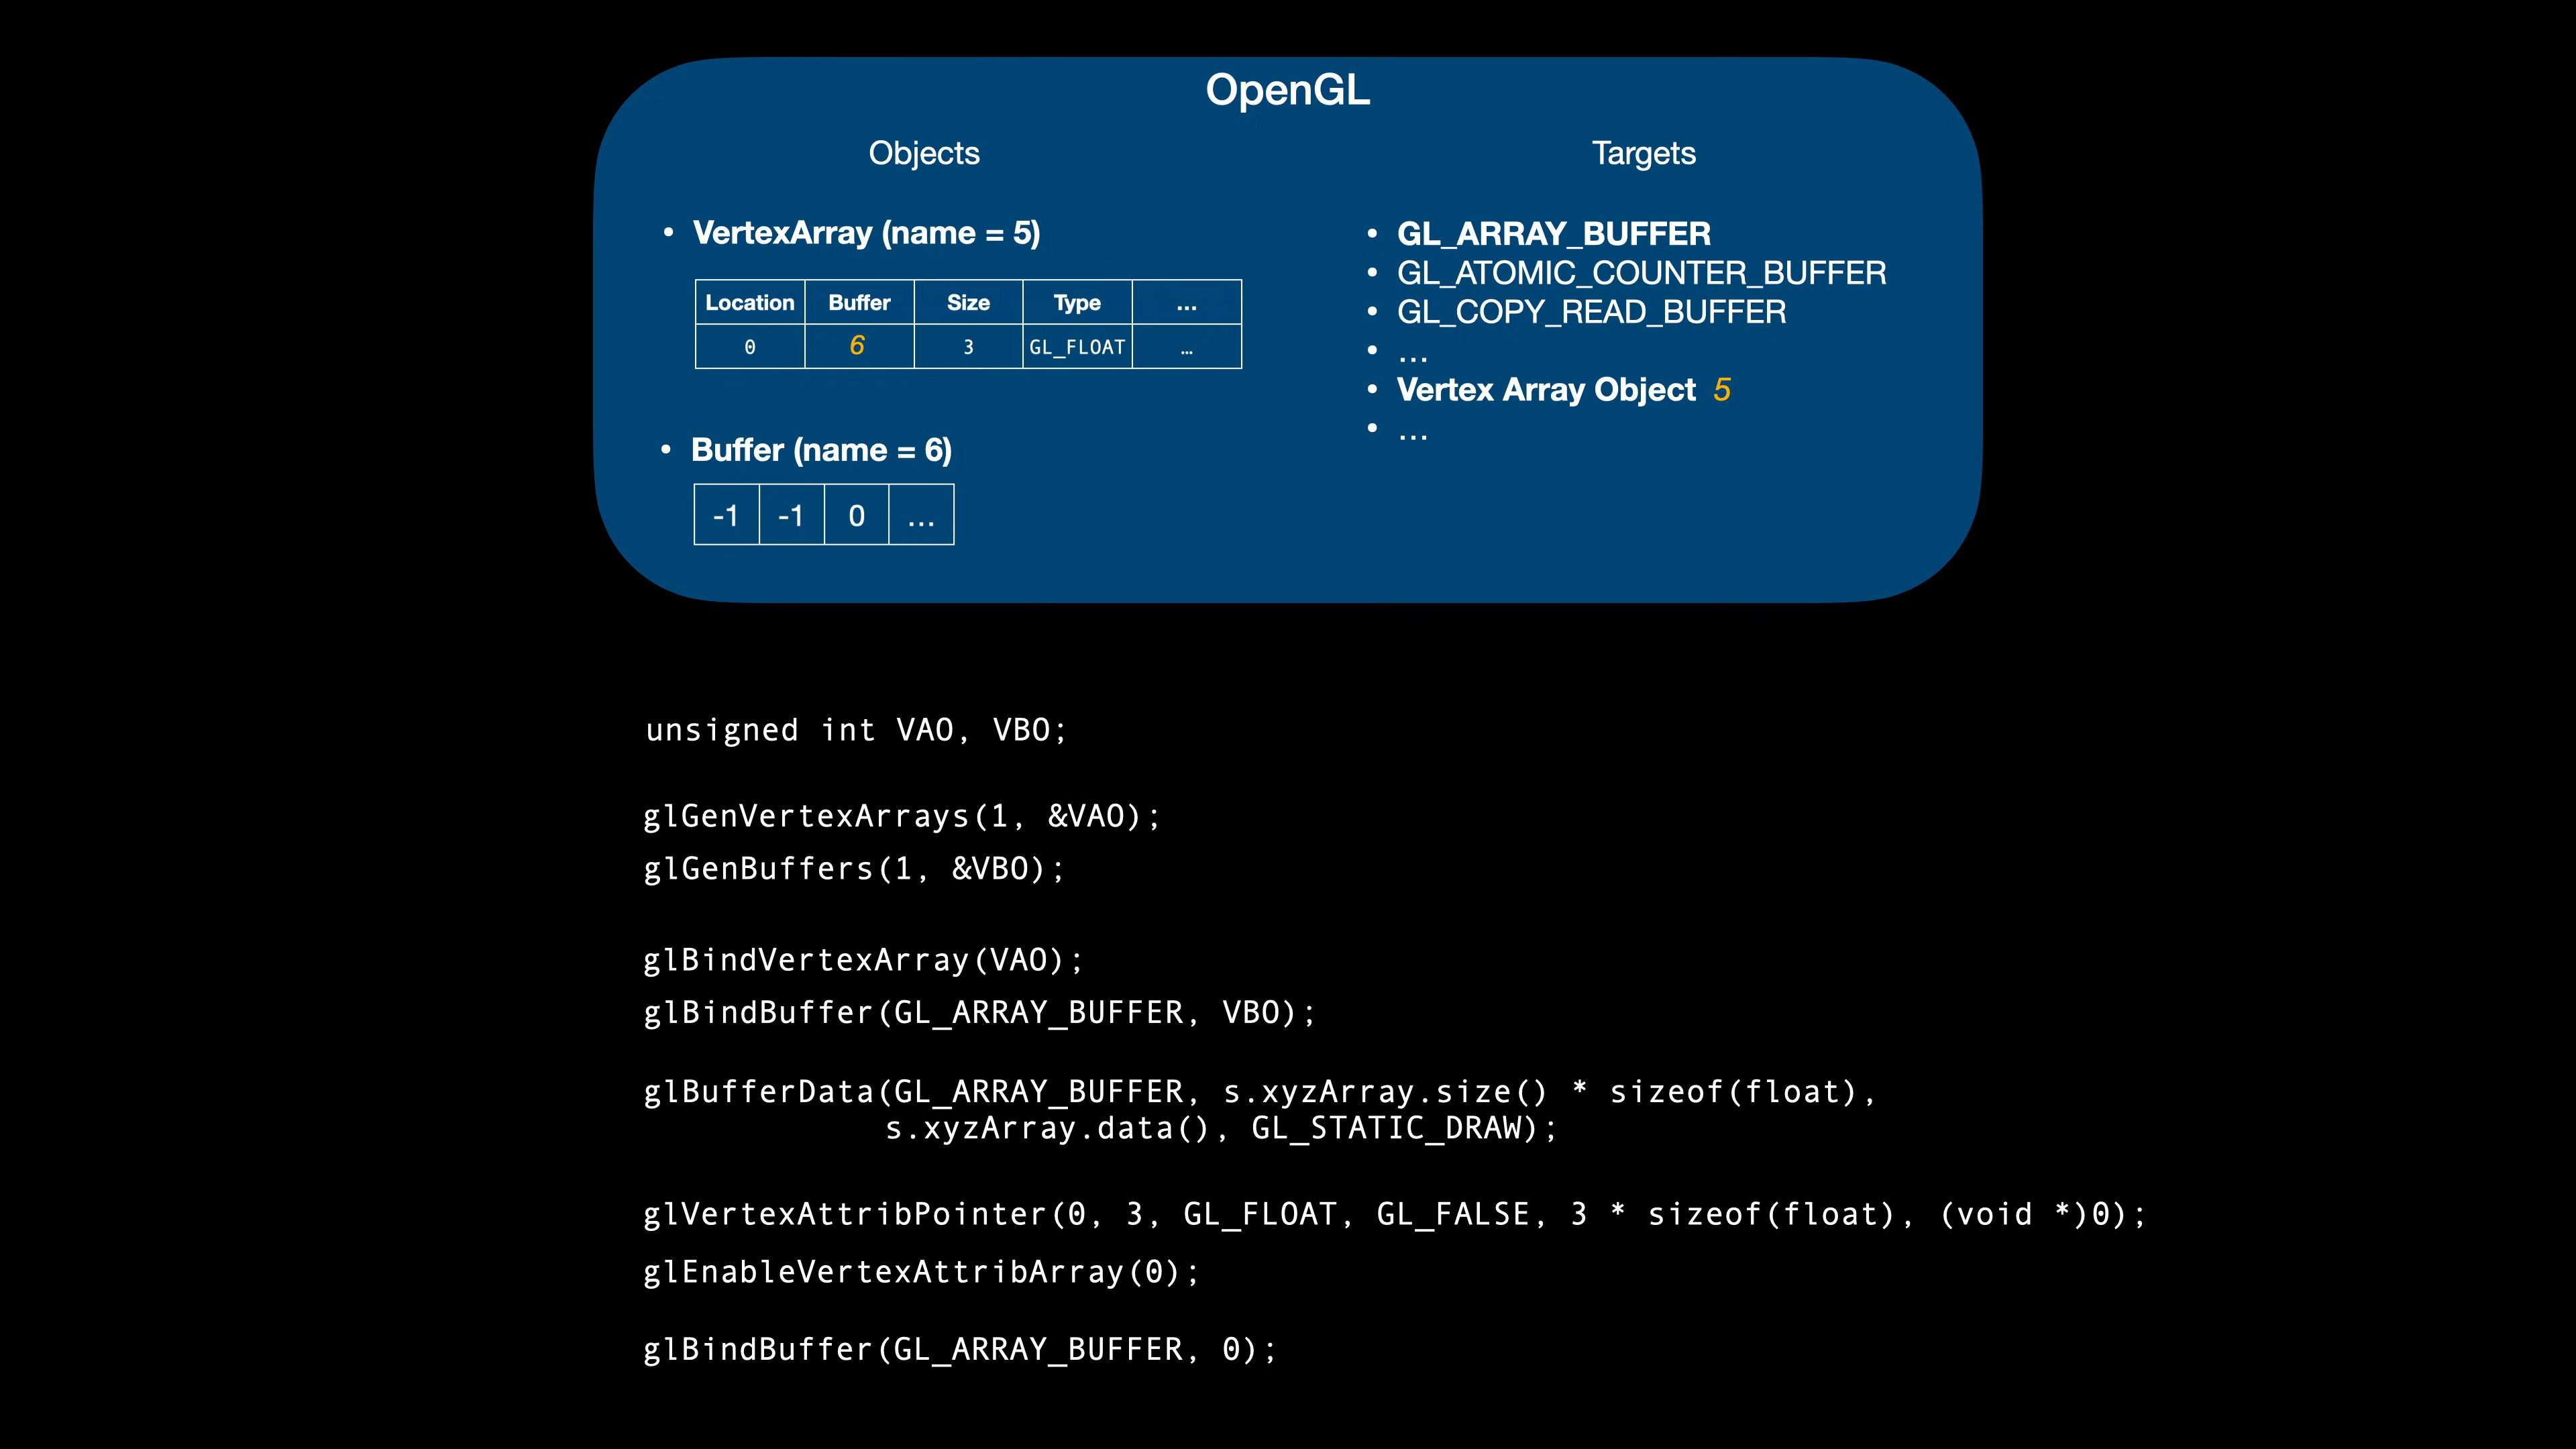 OpenGL
Objects
Targets
• VertexArray (name = 5)
Location Buffer Size Type ...
0 6 3 GL_FLOAT ...
• Buffer (name = 6)
-1 -1 0 ...
• GL_ARRAY_BUFFER
• GL_ATOMIC_COUNTER_BUFFER
• GL_COPY_READ_BUFFER
• ...
• Vertex Array Object 5
• ...
unsigned int VAO, VBO;
glGenVertexArrays(1, &VAO);
glGenBuffers(1, &VBO);
glBindVertexArray(VAO);
glBindBuffer(GL_ARRAY_BUFFER, VBO);
glBufferData(GL_ARRAY_BUFFER, s.xyzArray.size() * sizeof(float),
s.xyzArray.data(), GL_STATIC_DRAW);
glVertexAttribPointer(0, 3, GL_FLOAT, GL_FALSE, 3 * sizeof(float), (void *)0);
glEnableVertexAttribArray(0);
glBindBuffer(GL_ARRAY_BUFFER, 0);